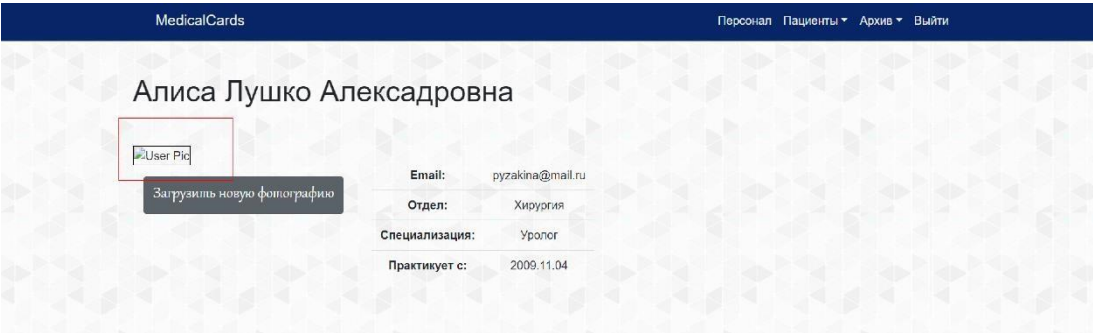 MedicalCards Персонал Пациенты Архив Выйти
Алиса Лушко Алексадровна
User Pic
Загрузить новую фотографию
Email: pyzakina@mail.ru
Отдел: Хирургия
Специализация: Уролог
Практикует с: 2009.11.04